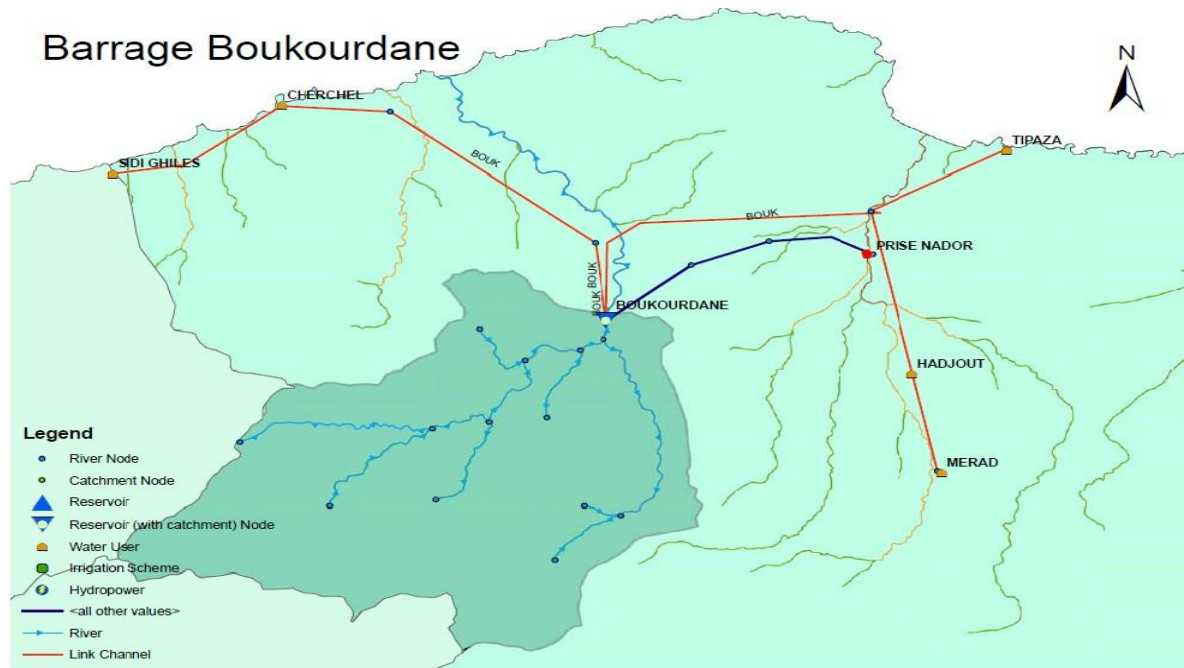 Barrage Boukourdane
N
CHERCHEL
TIPAZA
SIDI GHILES
BOUK
BOUK
PRISE NADOR
BOUK
BOUK
BOUKOURDANE
HADJOUT
MERAD
Legend
River Node
Catchment Node
Reservoir
Reservoir (with catchment) Node
Water User
Irrigation Scheme
Hydropower
<all other values>
River
Link Channel